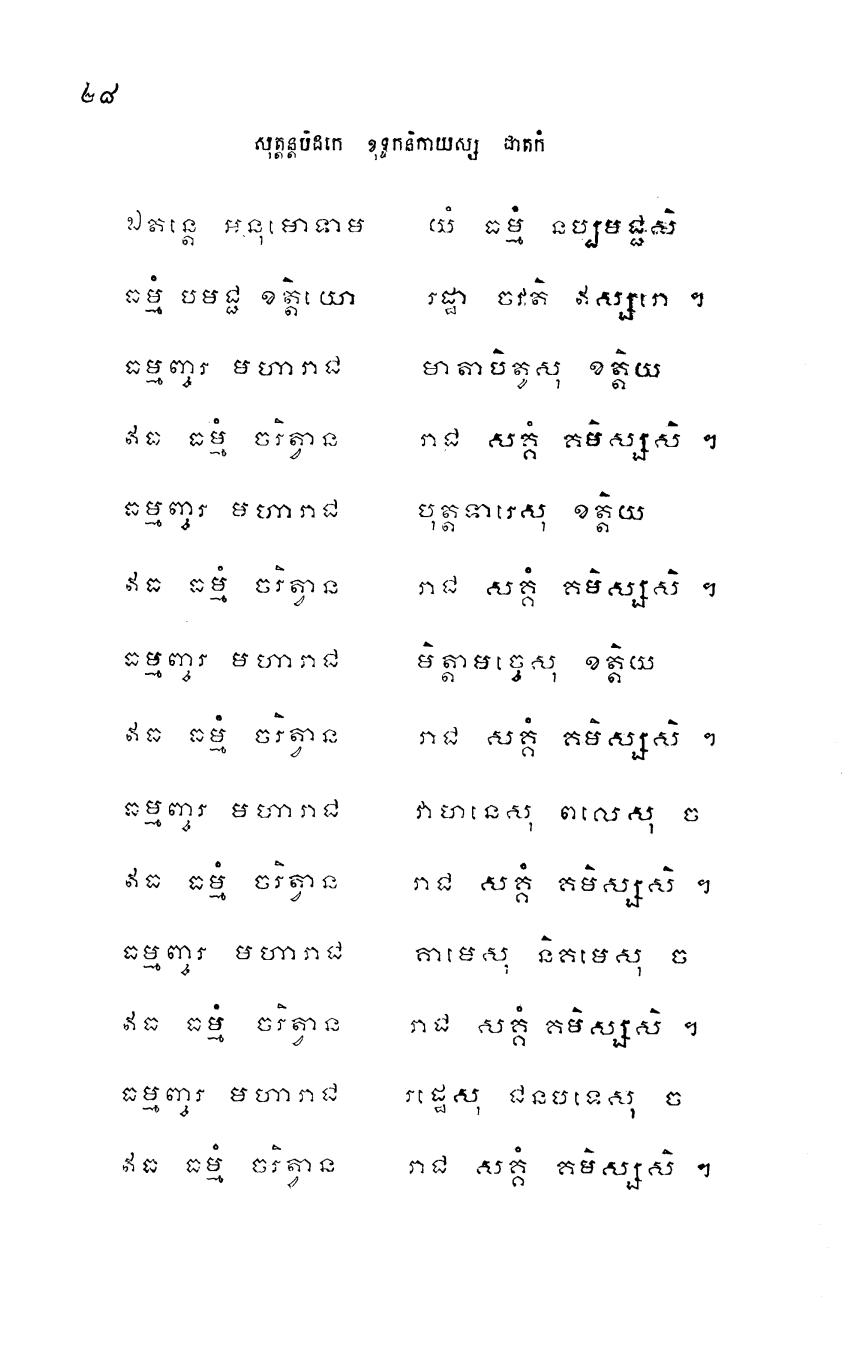 ២៨
សុត្តន្តបិដកេ ខុទ្ទកនិកាយស្ស ជាតកំ
ឯតន្តេ អនុមោទាម យំ ធម្មំ នប្បមជ្ជសិ
ធម្មំ បមជ្ជ ខត្តិយោ រដ្ឋា ចវតិ ឥស្សរោ ៗ
ធម្មញ្ចរ មហារាជ មាតាបិតូសុ ខត្តិយ
ឥធ ធម្មំ ចរិត្វាន រាជ សគ្គំ គមិស្សសិ ៗ
ធម្មញ្ចរ មហារាជ បុត្តទារេសុ ខត្តិយ
ឥធ ធម្មំ ចរិត្វាន រាជ សគ្គំ គមិស្សសិ ៗ
ធម្មញ្ចរ មហារាជ មិត្តាមច្ចេសុ ខត្តិយ
ឥធ ធម្មំ ចរិត្វាន រាជ សគ្គំ គមិស្សសិ ៗ
ធម្មញ្ចរ មហារាជ វាហនេសុ ពលេសុ ច
ឥធ ធម្មំ ចរិត្វាន រាជ សគ្គំ គមិស្សសិ ៗ
ធម្មញ្ចរ មហារាជ គាមេសុ និគមេសុ ច
ឥធ ធម្មំ ចរិត្វាន រាជ សគ្គំ គមិស្សសិ ៗ
ធម្មញ្ចរ មហារាជ រដ្ឋេសុ ជនបទេសុ ច
ឥធ ធម្មំ ចរិត្វាន រាជ សគ្គំ គមិស្សសិ ៗ